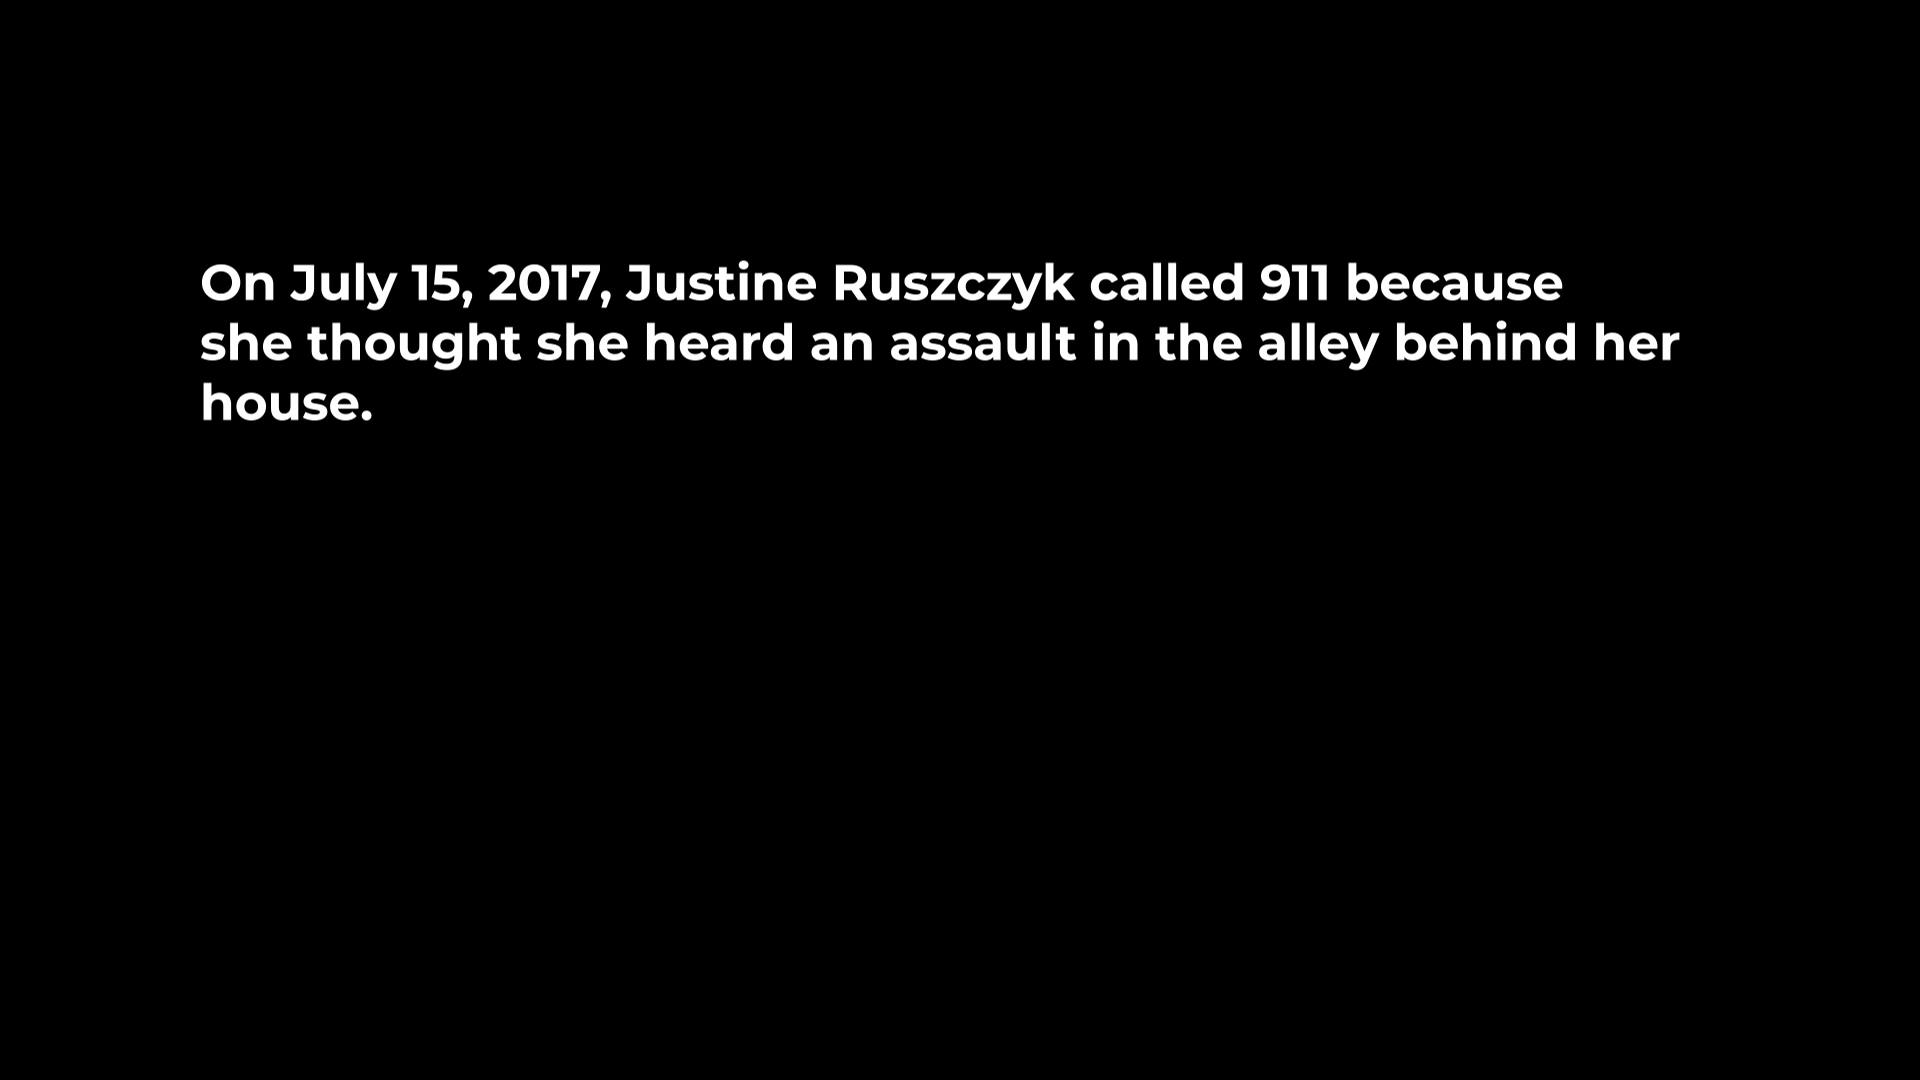 On July 15, 2017, Justine Ruszczyk called 911 because
she thought she heard an assault in the alley behind her
house.